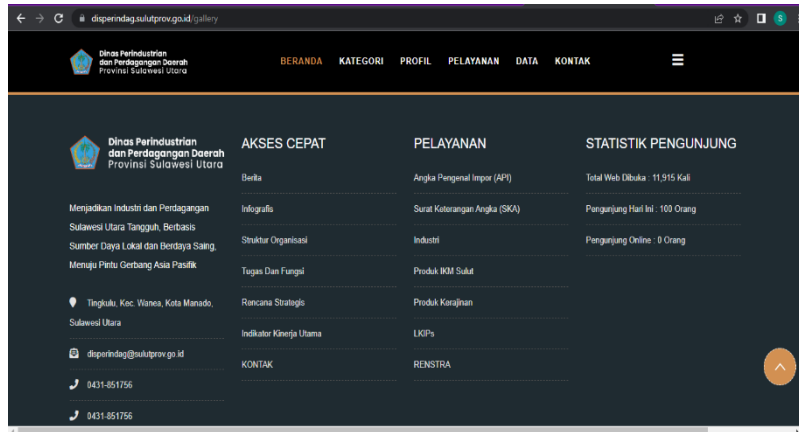 disperindag.sulutprov.go.id/gallery
S
Dinas Perindustrian
dan Perdagangan Daerah
Provinsi Sulawesi Utara
BERANDA KATEGORI PROFIL PELAYANAN DATA KONTAK
Dinas Perindustrian
dan Perdagangan Daerah
Provinsi Sulawesi Utara
Menjadikan Industri dan Perdagangan
Sulawesi Utara Tangguh, Berbasis
Sumber Daya Lokal dan Berdaya Saing,
Menuju Pintu Gerbang Asia Pasifik
Tingkulu, Kec. Wanea, Kota Manado,
Sulawesi Utara
disperindag@sulutprov.go.id
0431-851756
0431-851756
AKSES CEPAT
Berita
Infografis
Struktur Organisasi
Tugas Dan Fungsi
Rencana Strategis
Indikator Kinerja Utama
KONTAK
PELAYANAN
Angka Pengenal Impor (API)
Surat Keterangan Angka (SKA)
Industri
Produk IKM Sulut
Produk Kerajinan
LKIPs
RENSTRA
STATISTIK PENGUNJUNG
Total Web Dibuka : 11,915 Kali
Pengunjung Hari Ini : 100 Orang
Pengunjung Online : 0 Orang